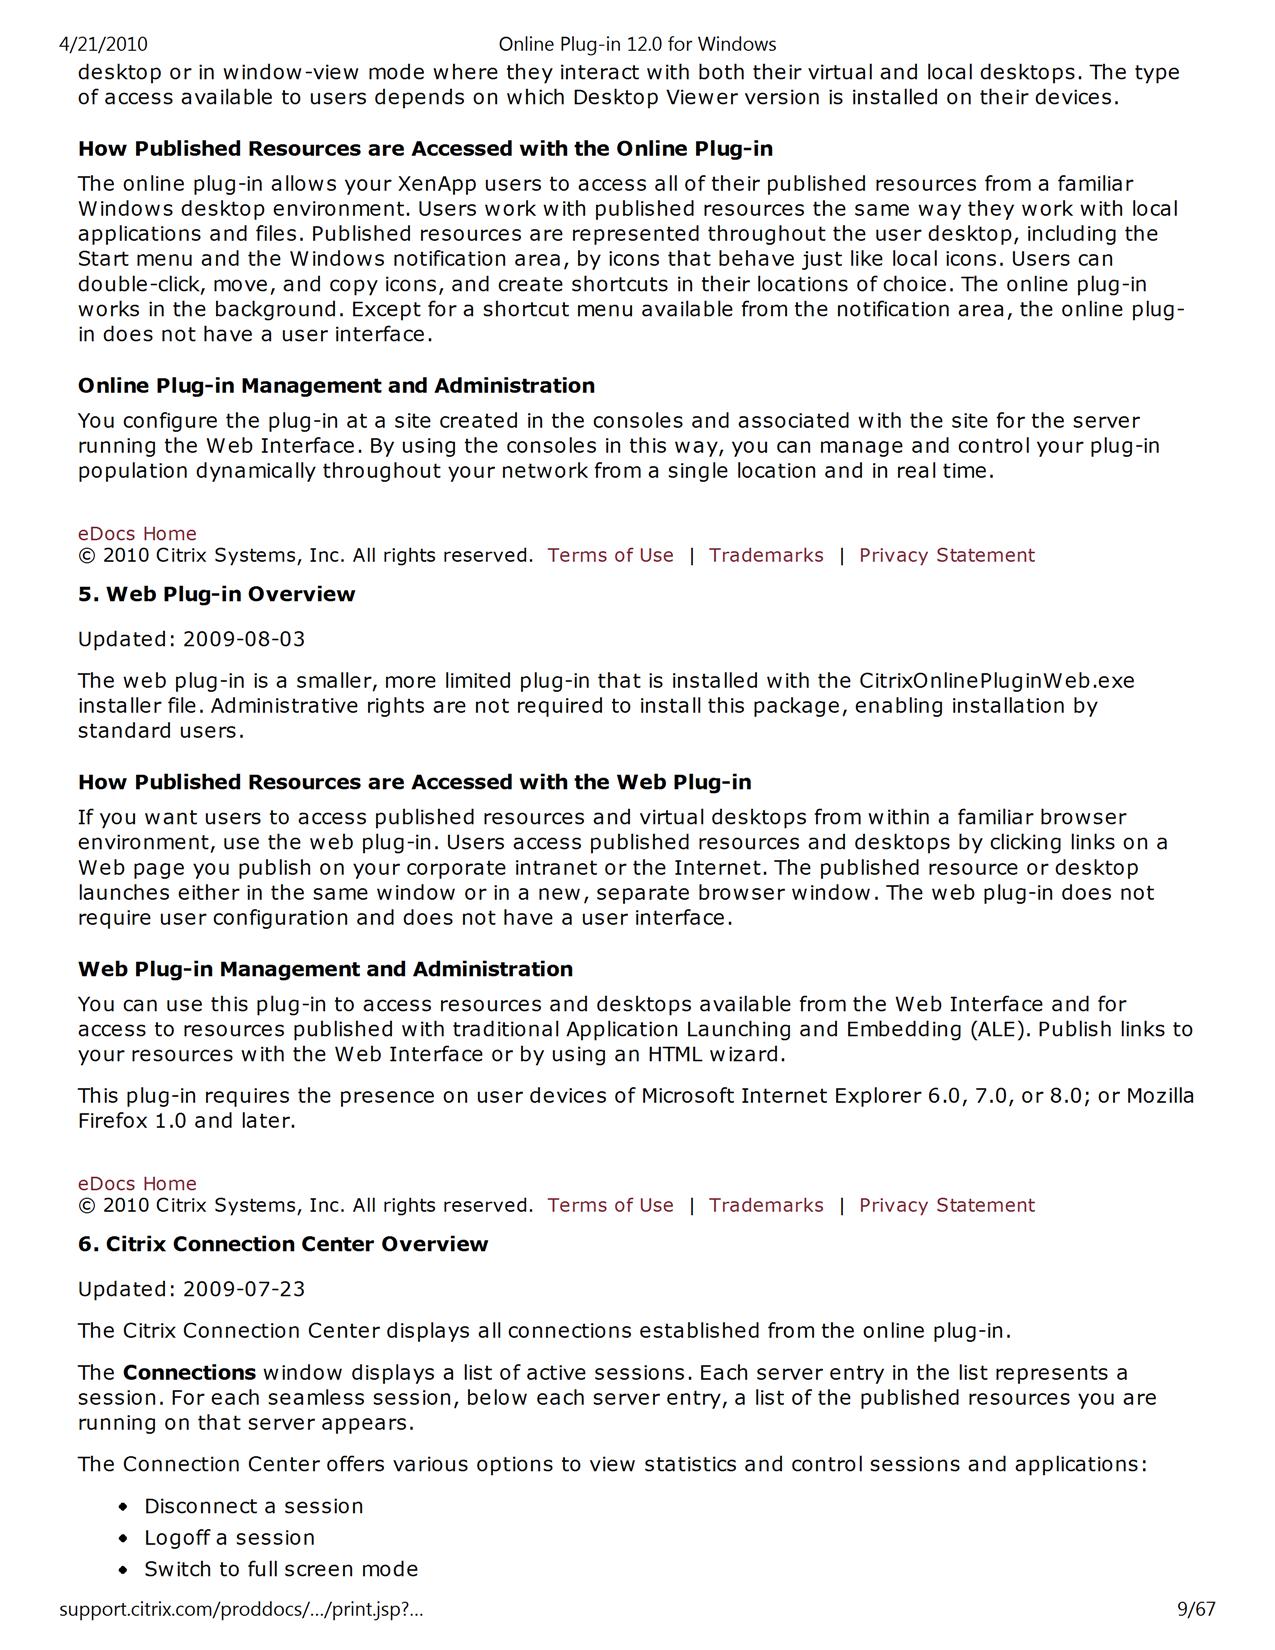 4/21/2010 Online Plug-in 12.0 for Windows
desktop or in window-view mode where they interact with both their virtual and local desktops. The type
of access available to users depends on which Desktop Viewer version is installed on their devices.
How Published Resources are Accessed with the Online Plug-in
The online plug-in allows your XenApp users to access all of their published resources from a familiar
Windows desktop environment. Users work with published resources the same way they work with local
applications and files. Published resources are represented throughout the user desktop, including the
Start menu and the Windows notification area, by icons that behave just like local icons. Users can
double-click, move, and copy icons, and create shortcuts in their locations of choice. The online plug-in
works in the background. Except for a shortcut menu available from the notification area, the online plug-
in does not have a user interface.
Online Plug-in Management and Administration
You configure the plug-in at a site created in the consoles and associated with the site for the server
running the Web Interface. By using the consoles in this way, you can manage and control your plug-in
population dynamically throughout your network from a single location and in real time.
eDocs Home
© 2010 Citrix Systems, Inc. All rights reserved. Terms of Use | Trademarks | Privacy Statement
5. Web Plug-in Overview
Updated: 2009-08-03
The web plug-in is a smaller, more limited plug-in that is installed with the CitrixOnlinePluginWeb.exe
installer file. Administrative rights are not required to install this package, enabling installation by
standard users.
How Published Resources are Accessed with the Web Plug-in
If you want users to access published resources and virtual desktops from within a familiar browser
environment, use the web plug-in. Users access published resources and desktops by clicking links on a
Web page you publish on your corporate intranet or the Internet. The published resource or desktop
launches either in the same window or in a new, separate browser window. The web plug-in does not
require user configuration and does not have a user interface.
Web Plug-in Management and Administration
You can use this plug-in to access resources and desktops available from the Web Interface and for
access to resources published with traditional Application Launching and Embedding (ALE). Publish links to
your resources with the Web Interface or by using an HTML wizard.
This plug-in requires the presence on user devices of Microsoft Internet Explorer 6.0, 7.0, or 8.0; or Mozilla
Firefox 1.0 and later.
eDocs Home
© 2010 Citrix Systems, Inc. All rights reserved. Terms of Use | Trademarks | Privacy Statement
6. Citrix Connection Center Overview
Updated: 2009-07-23
The Citrix Connection Center displays all connections established from the online plug-in.
The Connections window displays a list of active sessions. Each server entry in the list represents a
session. For each seamless session, below each server entry, a list of the published resources you are
running on that server appears.
The Connection Center offers various options to view statistics and control sessions and applications:
• Disconnect a session
• Logoff a session
• Switch to full screen mode
support.citrix.com/proddocs/.../print.jsp?... 9/67